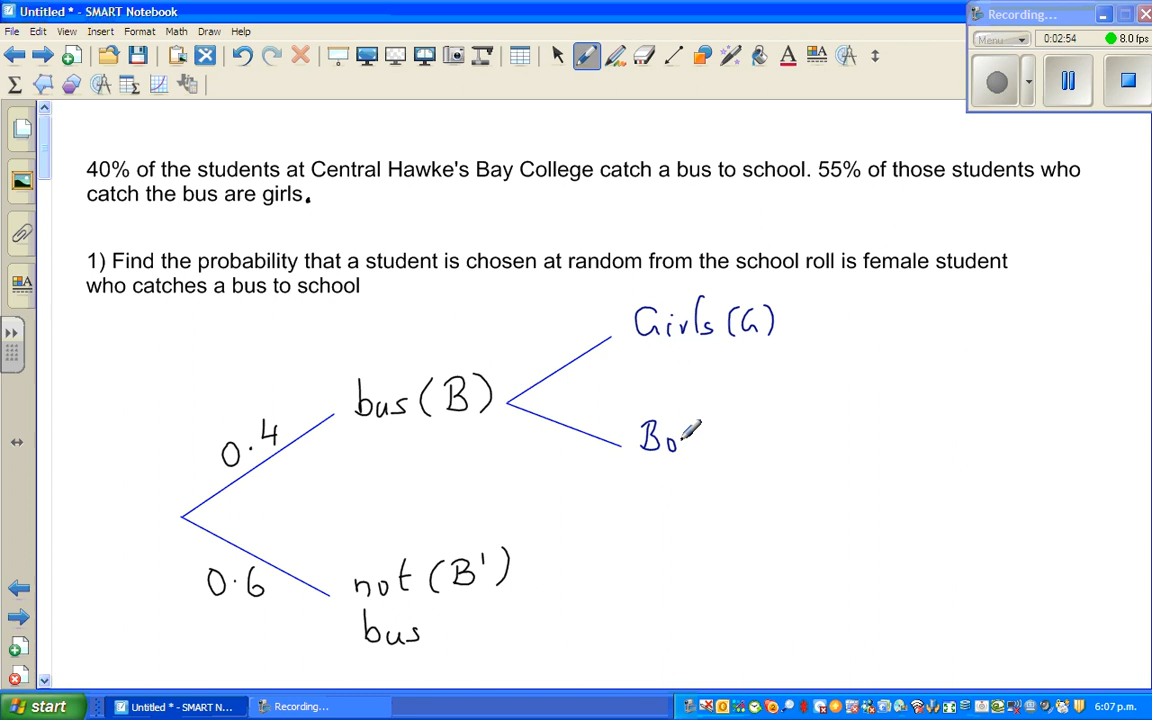 Untitled * - SMART Notebook
Recording...
File Edit View Insert Format Math Draw Help
Menu
0:02:54
8.0 fps
40% of the students at Central Hawke's Bay College catch a bus to school. 55% of those students who
catch the bus are girls.
1) Find the probability that a student is chosen at random from the school roll is female student
who catches a bus to school
Girls (G)
bus (B)
0.4
Bo
0.6
not (B')
bus
start
Untitled * - SMART N...
Recording...
6:07 p.m.